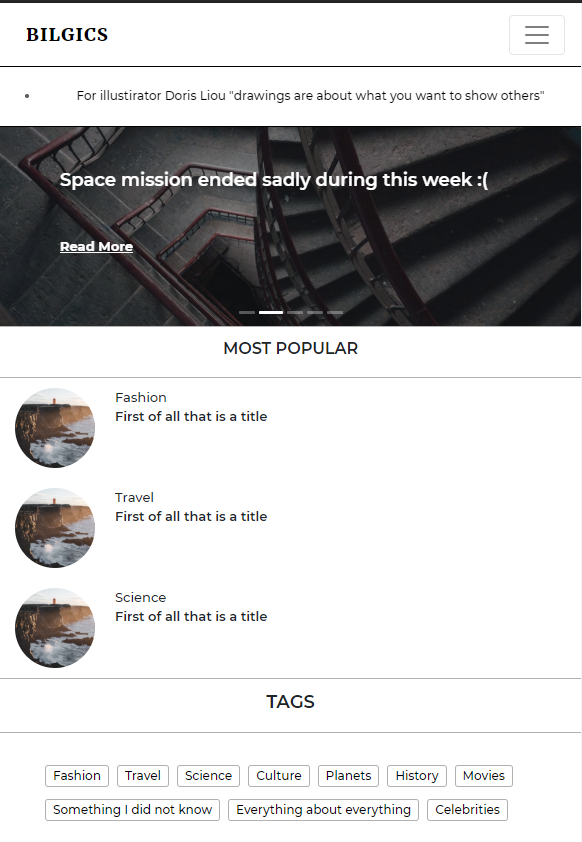 BILGICS
For illustirator Doris Liou "drawings are about what you want to show others"
Space mission ended sadly during this week :(
Read More
MOST POPULAR
Fashion
First of all that is a title
Travel
First of all that is a title
Science
First of all that is a title
TAGS
Fashion Travel Science Culture Planets History Movies
Something I did not know Everything about everything Celebrities